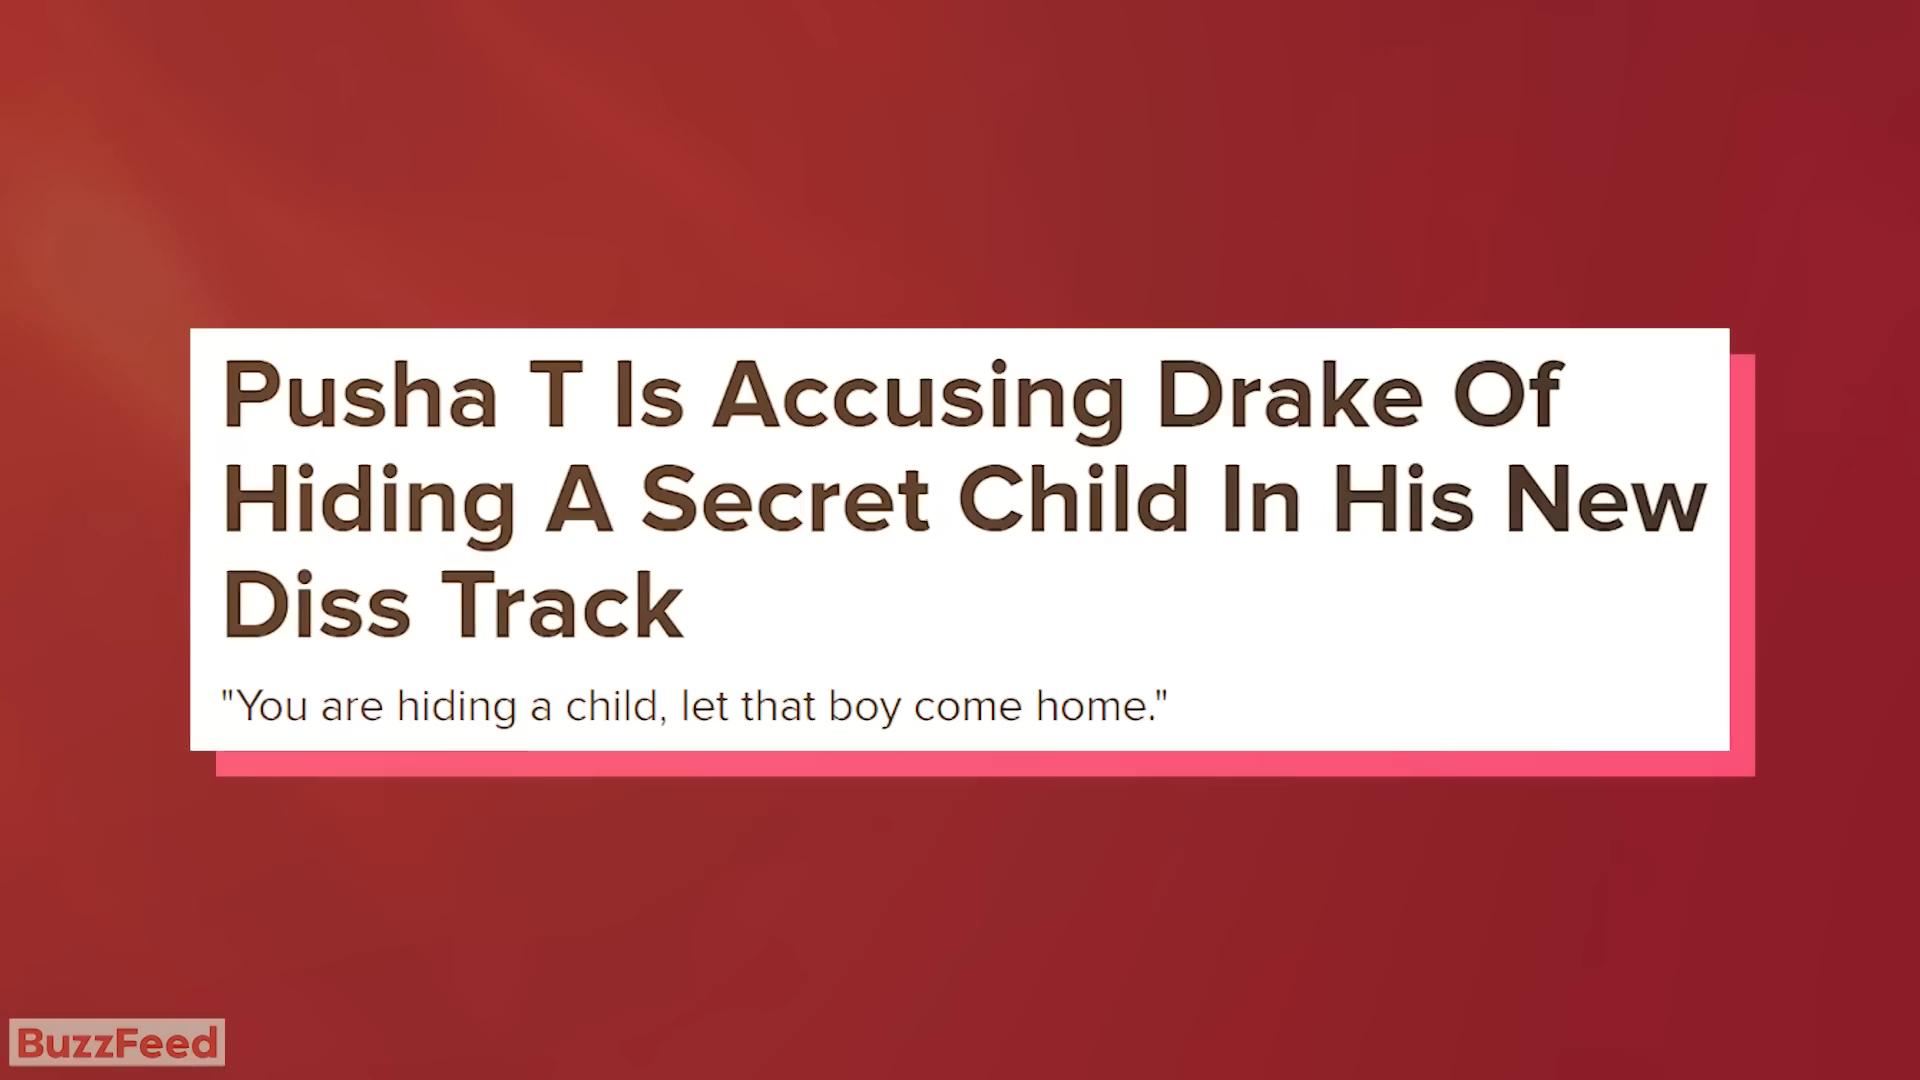 Pusha T Is Accusing Drake Of
Hiding A Secret Child In His New
Diss Track
"You are hiding a child, let that boy come home."
BuzzFeed